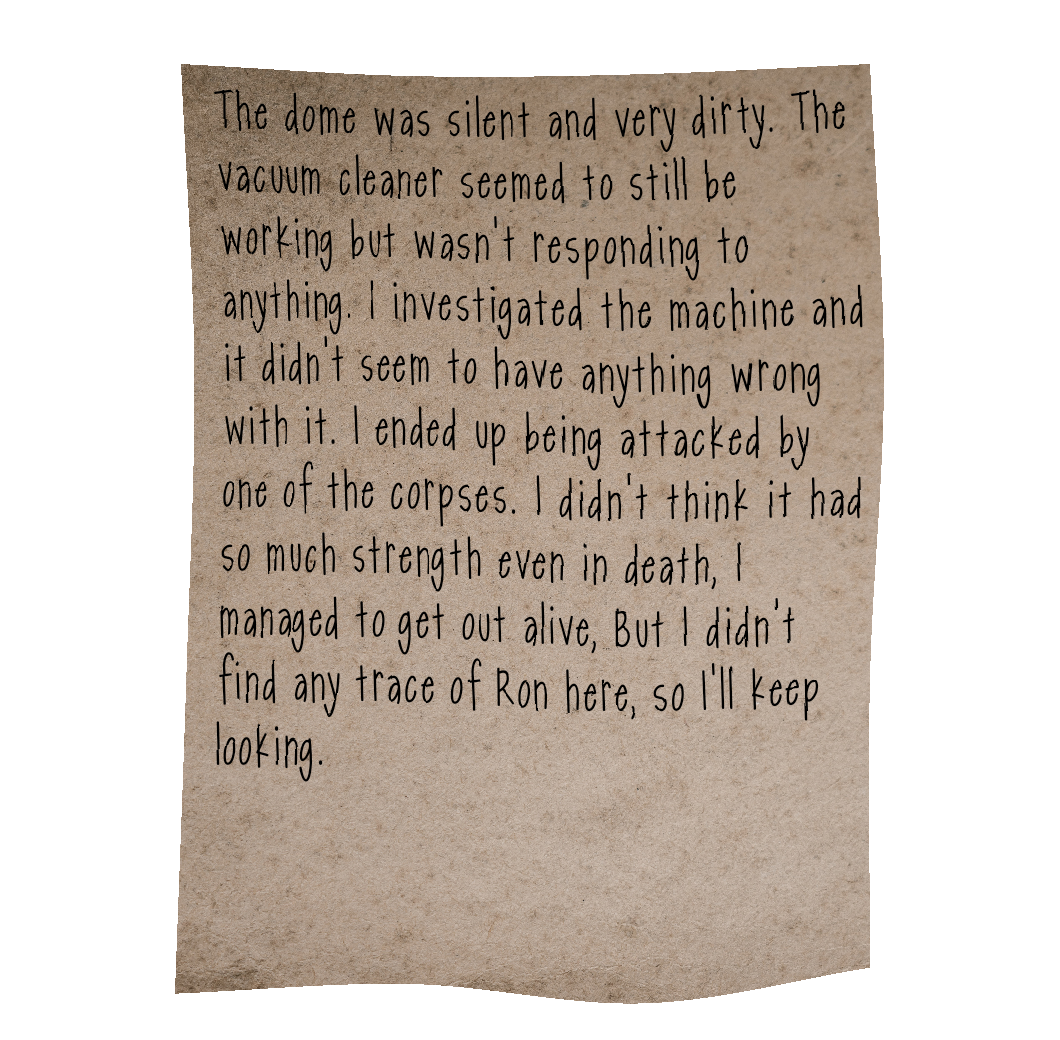 The dome was silent and very dirty. The
vacuum cleaner seemed to still be
working but wasn't responding to
anything. I investigated the machine and
it didn't seem to have anything wrong
with it. I ended up being attacked by
one of the corpses. I didn't think it had
so much strength even in death, I
managed to get out alive, But I didn't
find any trace of Ron here, so I'll keep
looking.